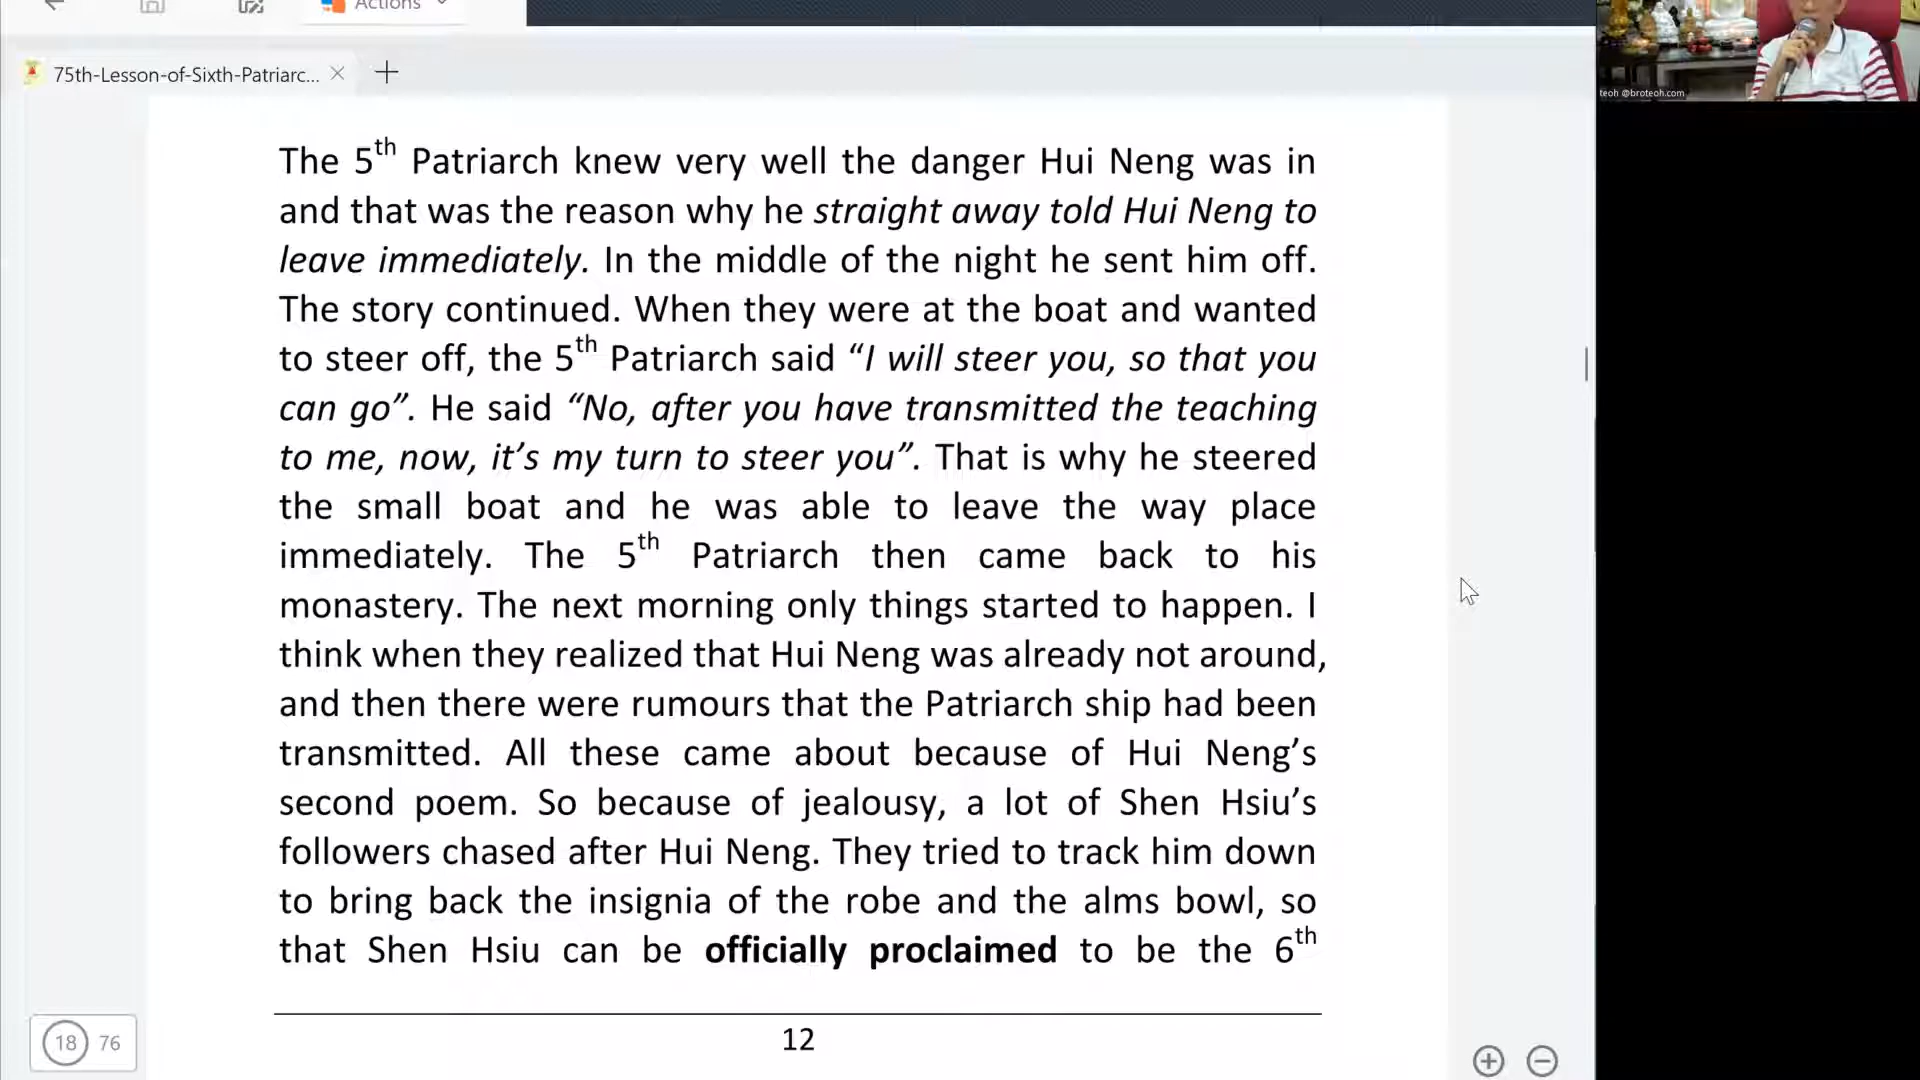 Actions
75th-Lesson-of-Sixth-Patriarc...
teoh @broteoh.com
The 5th Patriarch knew very well the danger Hui Neng was in
and that was the reason why he straight away told Hui Neng to
leave immediately. In the middle of the night he sent him off.
The story continued. When they were at the boat and wanted
to steer off, the 5th Patriarch said “I will steer you, so that you
can go”. He said “No, after you have transmitted the teaching
to me, now, it’s my turn to steer you”. That is why he steered
the small boat and he was able to leave the way place
immediately. The 5th Patriarch then came back to his
monastery. The next morning only things started to happen. I
think when they realized that Hui Neng was already not around,
and then there were rumours that the Patriarch ship had been
transmitted. All these came about because of Hui Neng’s
second poem. So because of jealousy, a lot of Shen Hsiu’s
followers chased after Hui Neng. They tried to track him down
to bring back the insignia of the robe and the alms bowl, so
that Shen Hsiu can be officially proclaimed to be the 6th
12
18 76